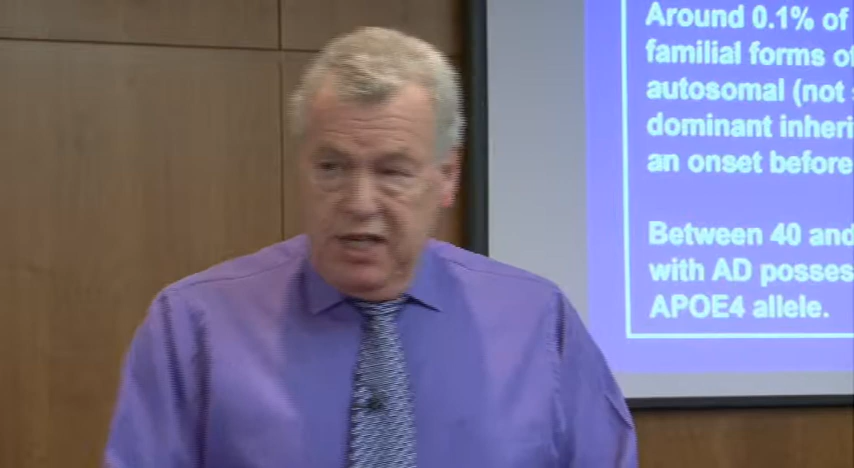 Around 0.1% of
familial forms of
autosomal (not
dominant inheri
an onset before
Between 40 and
with AD posses
APOE4 allele.